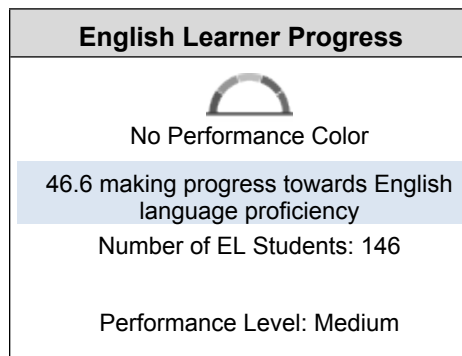 English Learner Progress
No Performance Color
46.6 making progress towards English
language proficiency
Number of EL Students: 146
Performance Level: Medium